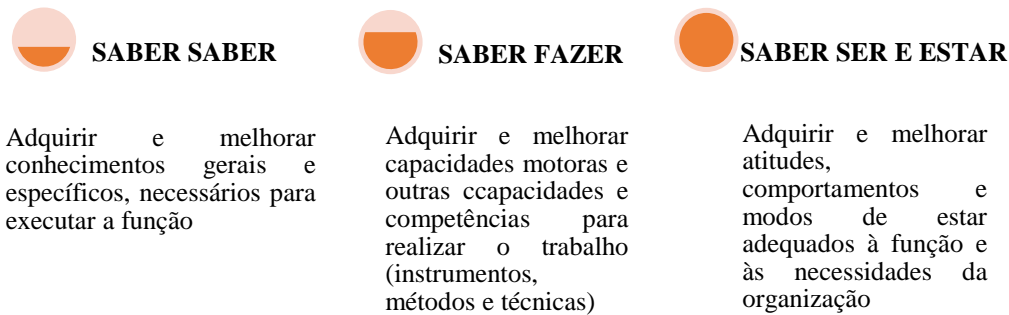 SABER SABER
Adquirir e melhorar
conhecimentos gerais e
específicos, necessários para
executar a função
SABER FAZER
Adquirir e melhorar
capacidades motoras e
outras ccapacidades e
competências para
realizar o trabalho
(instrumentos,
métodos e técnicas)
SABER SER E ESTAR
Adquirir e melhorar
atitudes,
comportamentos e
modos de estar
adequados à função e
às necessidades da
organização